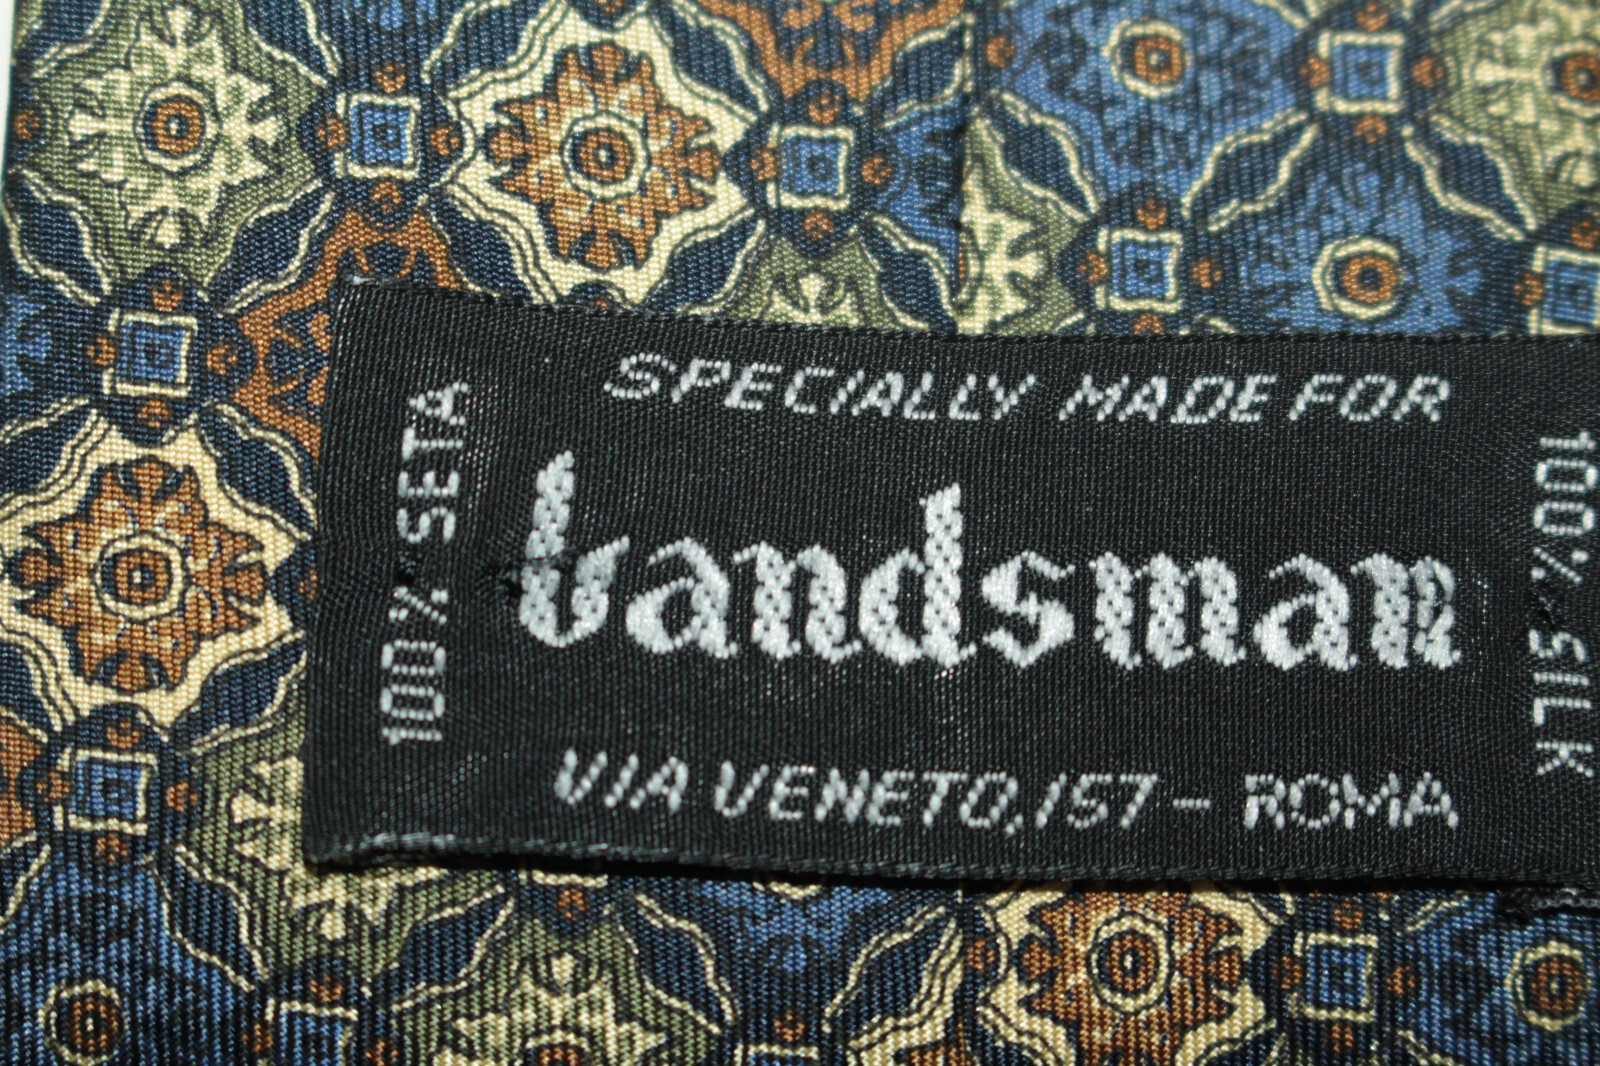 SPECIALLY MADE FOR
bandsman
VIA VENETO, 157 - ROMA
100% SETA
100% SILK